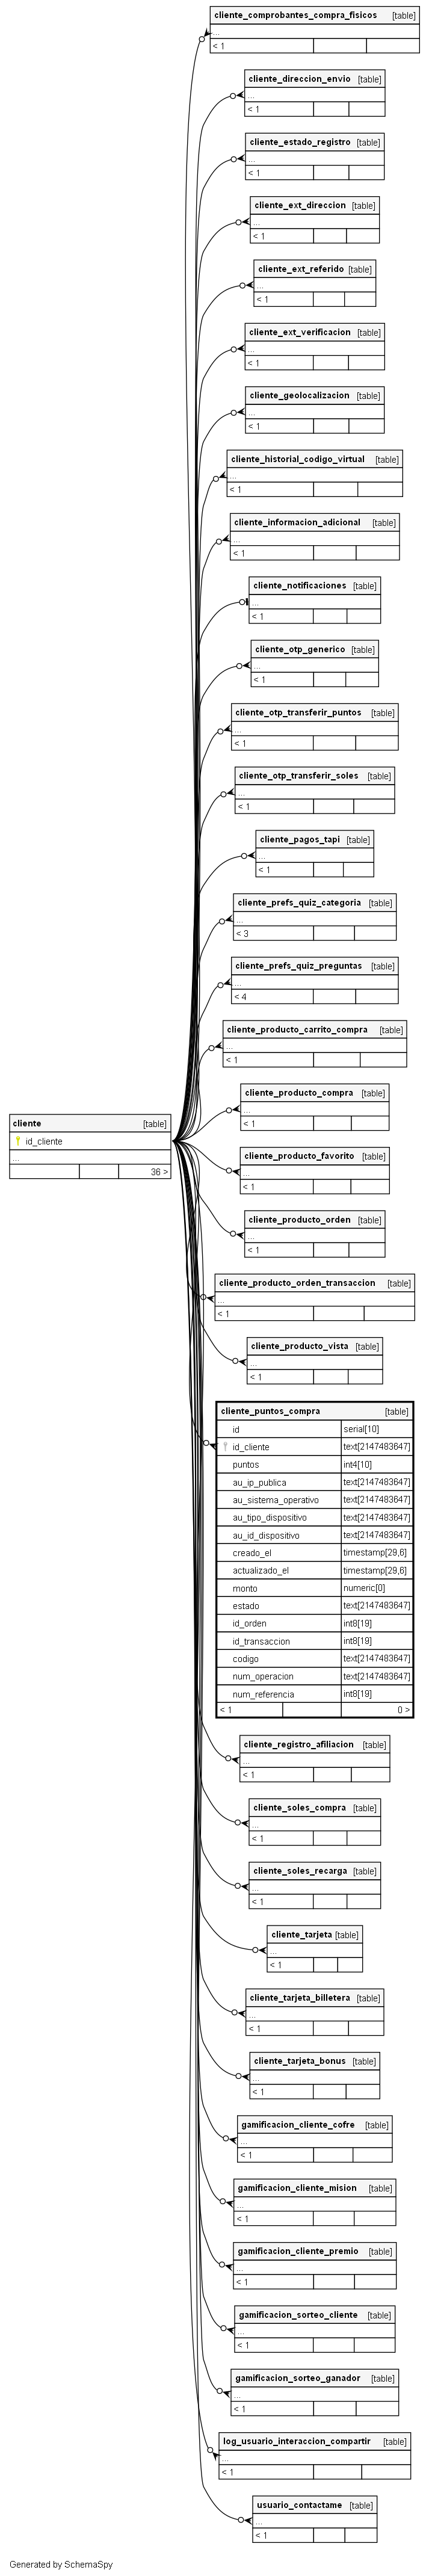 cliente_comprobantes_compra_fisicos [table]
...
< 1
cliente_direccion_envio [table]
...
< 1
cliente_estado_registro [table]
...
< 1
cliente_ext_direccion [table]
...
< 1
cliente_ext_referido [table]
...
< 1
cliente_ext_verificacion [table]
...
< 1
cliente_geolocalizacion [table]
...
< 1
cliente_historial_codigo_virtual [table]
...
< 1
cliente_informacion_adicional [table]
...
< 1
cliente_notificaciones [table]
...
< 1
cliente_otp_generico [table]
...
< 1
cliente_otp_transferir_puntos [table]
...
< 1
cliente_otp_transferir_soles [table]
...
< 1
cliente_pagos_tapi [table]
...
< 1
cliente_prefs_quiz_categoria [table]
...
< 3
cliente_prefs_quiz_preguntas [table]
...
< 4
cliente_producto_carrito_compra [table]
...
< 1
cliente_producto_compra [table]
...
< 1
cliente [table]
id_cliente
...
36 >
cliente_producto_favorito [table]
...
< 1
cliente_producto_orden [table]
...
< 1
cliente_producto_orden_transaccion [table]
...
< 1
cliente_producto_vista [table]
...
< 1
cliente_puntos_compra [table]
id serial[10]
id_cliente text[2147483647]
puntos int4[10]
au_ip_publica text[2147483647]
au_sistema_operativo text[2147483647]
au_tipo_dispositivo text[2147483647]
au_id_dispositivo text[2147483647]
creado_el timestamp[29,6]
actualizado_el timestamp[29,6]
monto numeric[0]
estado text[2147483647]
id_orden int8[19]
id_transaccion int8[19]
codigo text[2147483647]
num_operacion text[2147483647]
num_referencia int8[19]
< 1 0 >
cliente_registro_afiliacion [table]
...
< 1
cliente_soles_compra [table]
...
< 1
cliente_soles_recarga [table]
...
< 1
cliente_tarjeta [table]
...
< 1
cliente_tarjeta_billetera [table]
...
< 1
cliente_tarjeta_bonus [table]
...
< 1
gamificacion_cliente_cofre [table]
...
< 1
gamificacion_cliente_mision [table]
...
< 1
gamificacion_cliente_premio [table]
...
< 1
gamificacion_sorteo_cliente [table]
...
< 1
gamificacion_sorteo_ganador [table]
...
< 1
log_usuario_interaccion_compartir [table]
...
< 1
usuario_contactame [table]
...
< 1
Generated by SchemaSpy